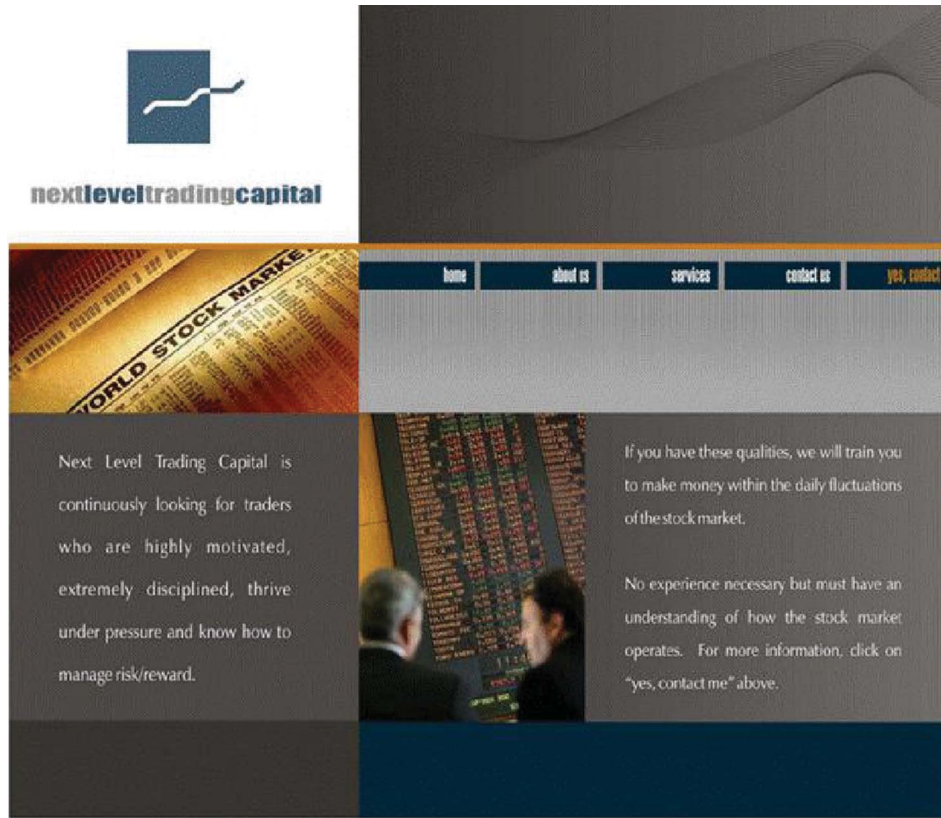 nextleveltradingcapital
WORLD STOCK MARKE
home
about us
services
contact us
yes, contact
Next Level Trading Capital is
continuously looking for traders
who are highly motivated,
extremely disciplined, thrive
under pressure and know how to
manage risk/reward.
If you have these qualities, we will train you
to make money within the daily fluctuations
of the stock market.
No experience necessary but must have an
understanding of how the stock market
operates. For more information, click on
“yes, contact me” above.